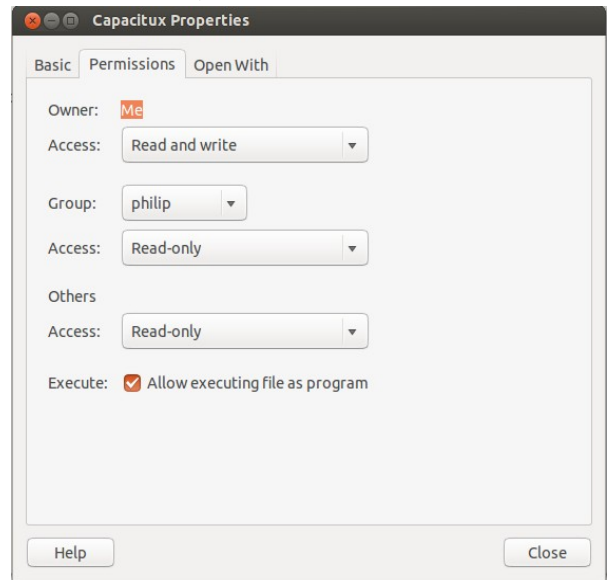 Capacitux Properties
Basic Permissions Open With
Owner: Me
Access: Read and write
Group: philip
Access: Read-only
Others
Access: Read-only
Execute: Allow executing file as program
Help Close